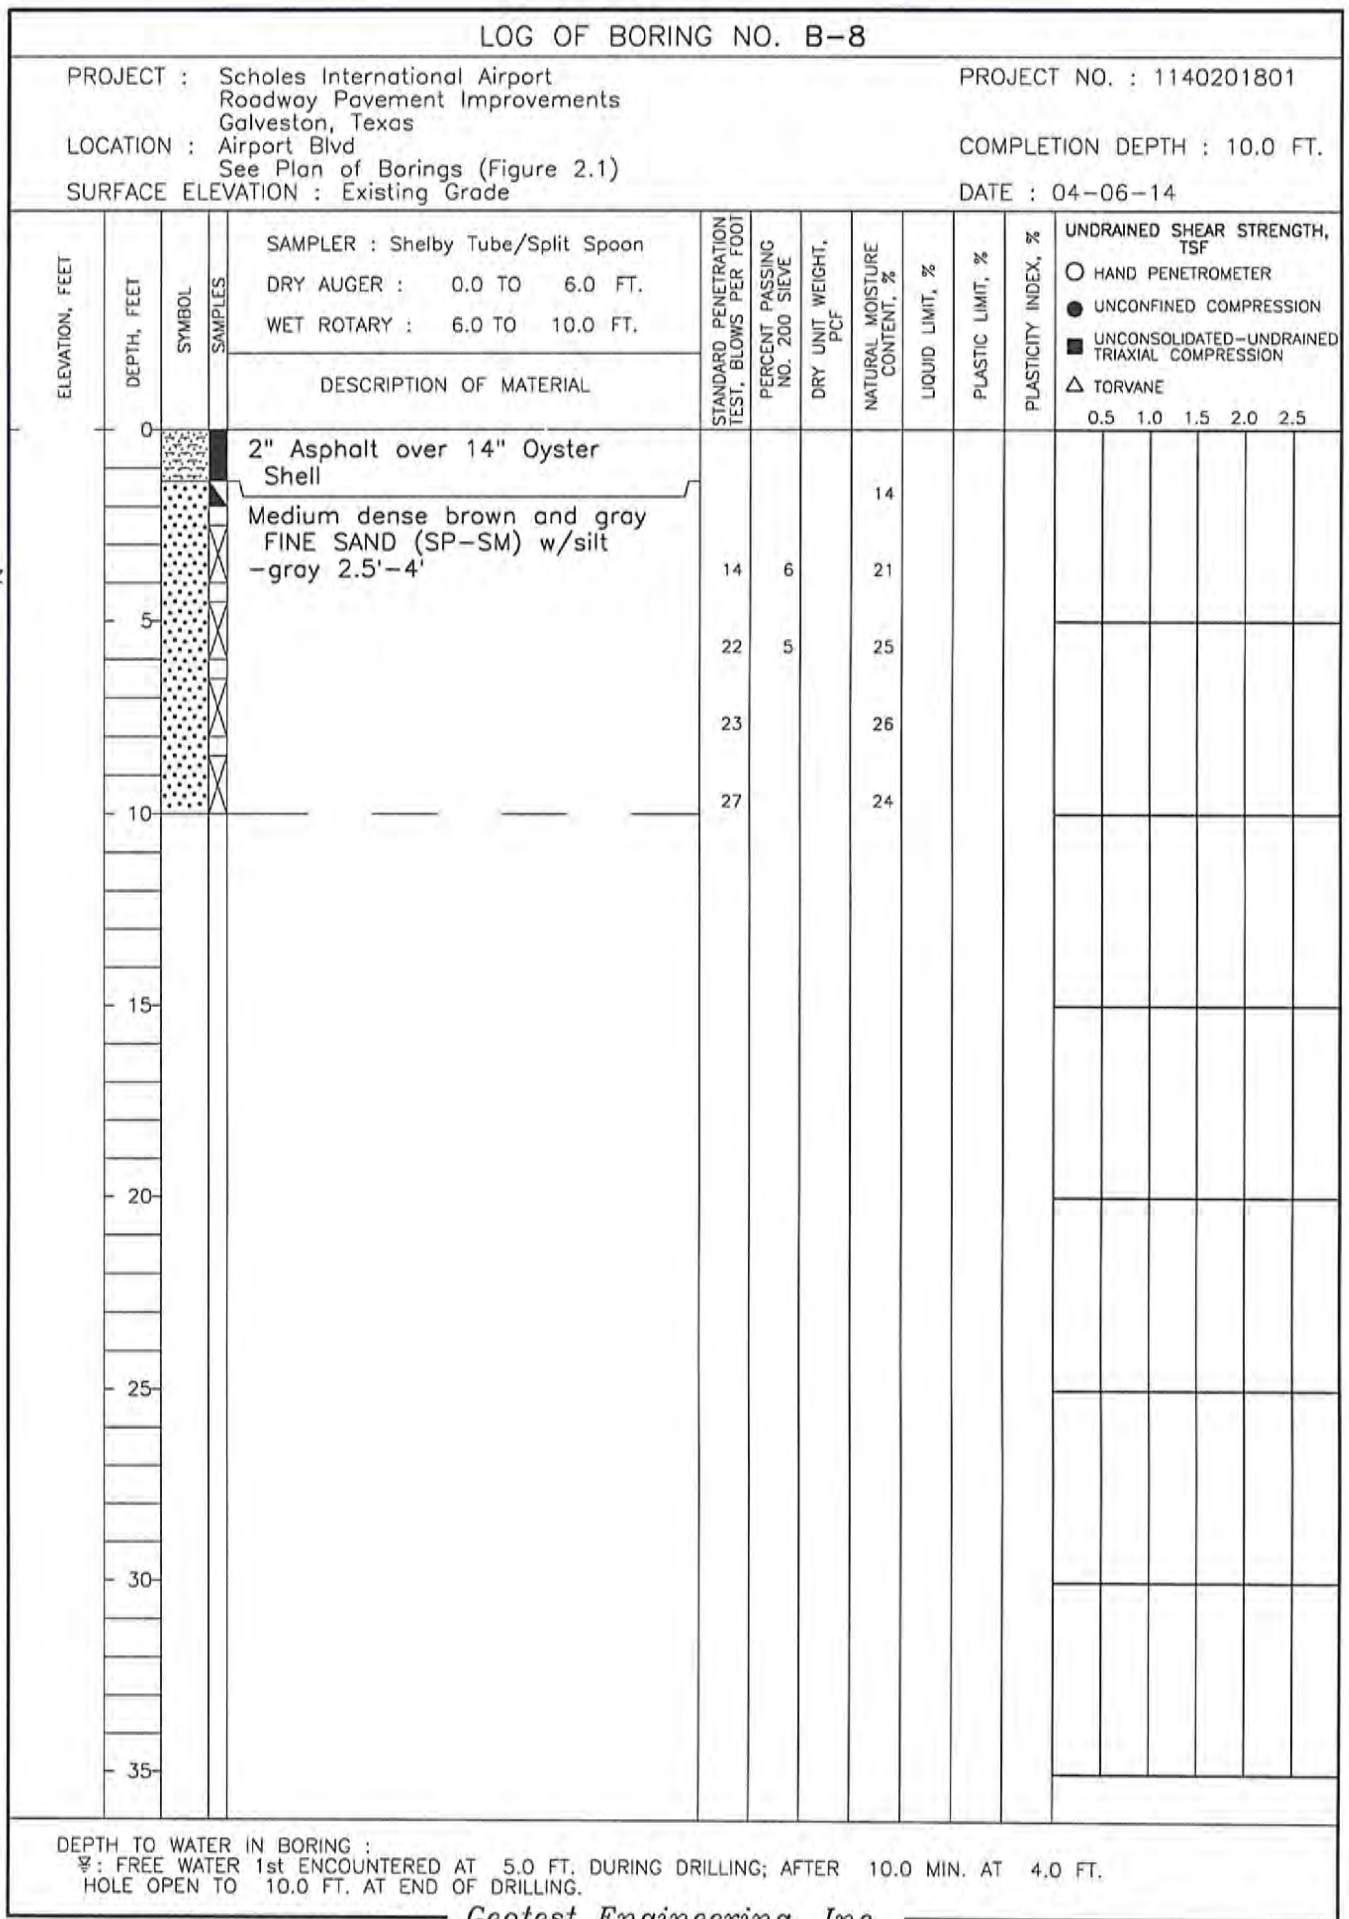 LOG OF BORING NO. B-8
PROJECT : Scholes International Airport
Roadway Pavement Improvements
Galveston, Texas
PROJECT NO. : 1140201801
LOCATION : Airport Blvd
See Plan of Borings (Figure 2.1)
COMPLETION DEPTH : 10.0 FT.
SURFACE ELEVATION : Existing Grade
DATE : 04-06-14
ELEVATION, FEET
DEPTH, FEET
SYMBOL
SAMPLES
SAMPLER : Shelby Tube/Split Spoon
DRY AUGER : 0.0 TO 6.0 FT.
WET ROTARY : 6.0 TO 10.0 FT.
DESCRIPTION OF MATERIAL
STANDARD PENETRATION
TEST, BLOWS PER FOOT
PERCENT PASSING
NO. 200 SIEVE
DRY UNIT WEIGHT,
PCF
NATURAL MOISTURE
CONTENT, %
LIQUID LIMIT, %
PLASTIC LIMIT, %
PLASTICITY INDEX, %
UNDRAINED SHEAR STRENGTH,
TSF
HAND PENETROMETER
UNCONFINED COMPRESSION
UNCONSOLIDATED-UNDRAINED
TRIAXIAL COMPRESSION
TORVANE
0.5 1.0 1.5 2.0 2.5
0
2" Asphalt over 14" Oyster
Shell
14
Medium dense brown and gray
FINE SAND (SP-SM) w/silt
-gray 2.5'-4'
14 6 21
5
22 5 25
23 26
27 24
10
15
20
25
30
35
DEPTH TO WATER IN BORING :
: FREE WATER 1st ENCOUNTERED AT 5.0 FT. DURING DRILLING; AFTER 10.0 MIN. AT 4.0 FT.
HOLE OPEN TO 10.0 FT. AT END OF DRILLING.
Geotest Engineering, Inc.